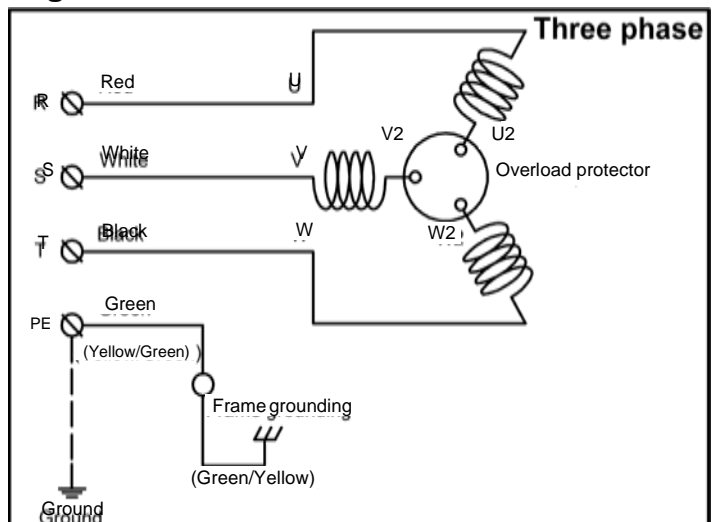 Three phase
Red
U
R
V2
U2
White
V
S
Overload protector
Black
W
T
W2
Green
PE
(Yellow/Green)
Frame grounding
(Green/Yellow)
Ground